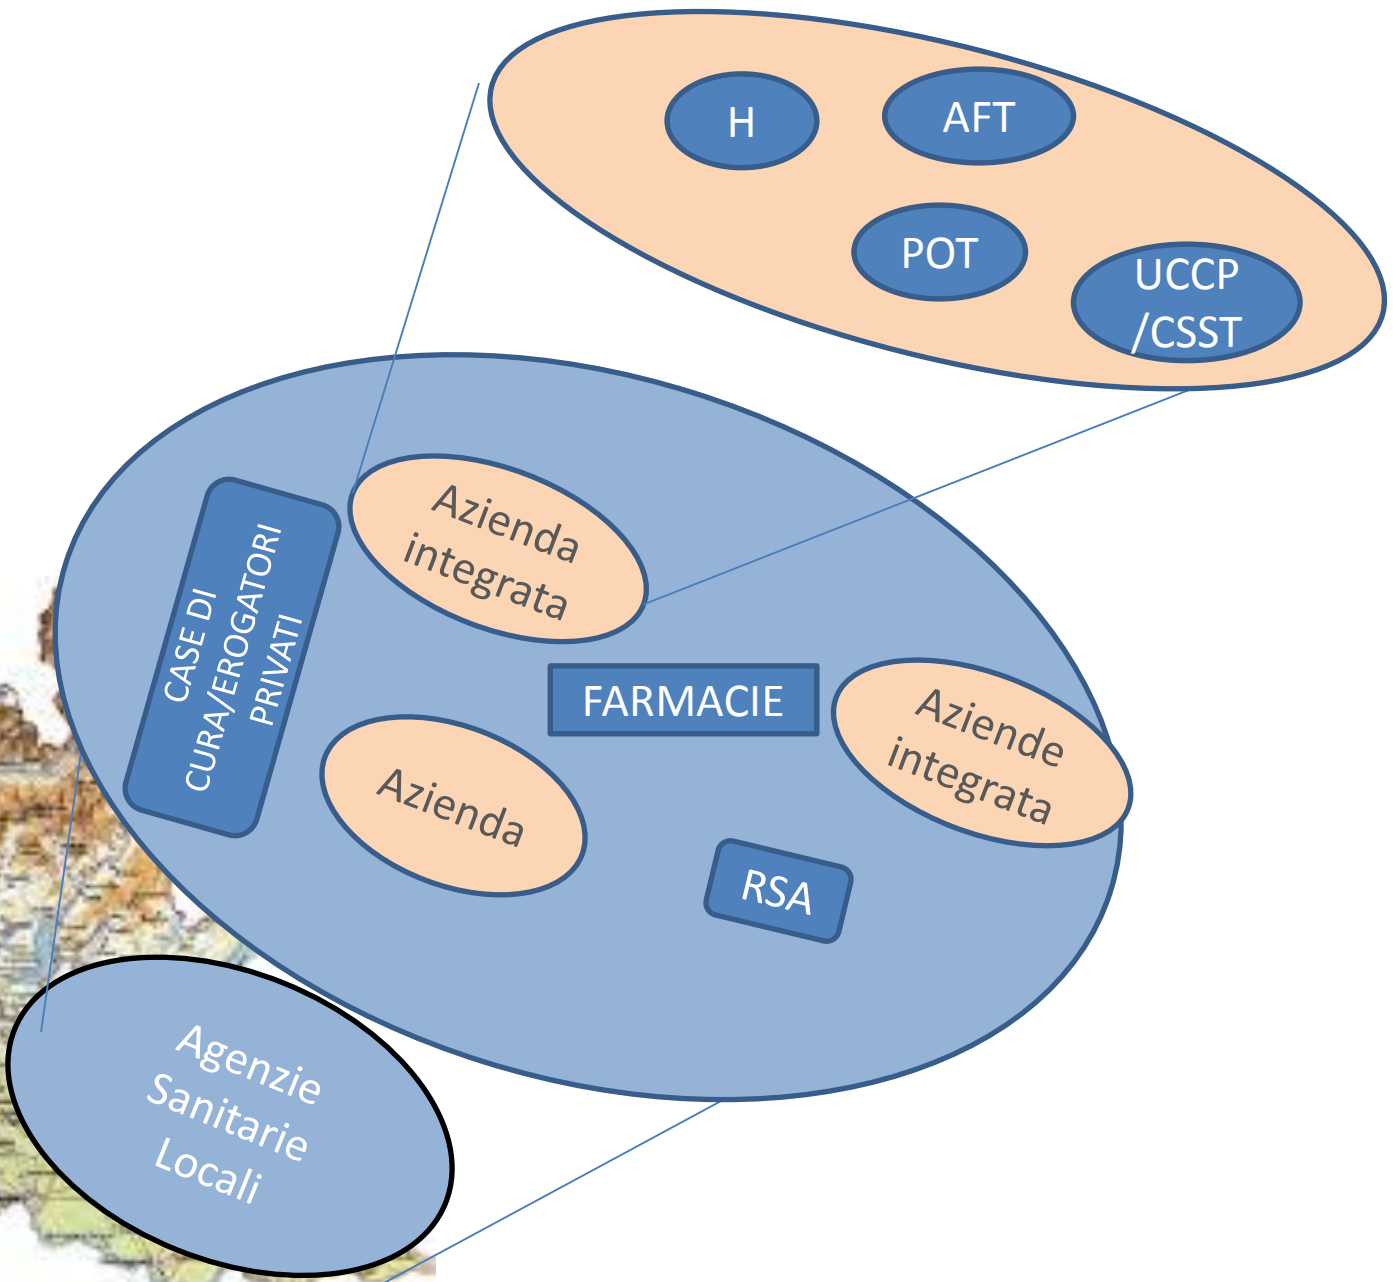 H
AFT
POT
UCCP
/CSST
Azienda
integrata
CASE DI
CURA/EROGATORI
PRIVATI
FARMACIE
Aziende
integrata
Azienda
RSA
Agenzie
Sanitarie
Locali